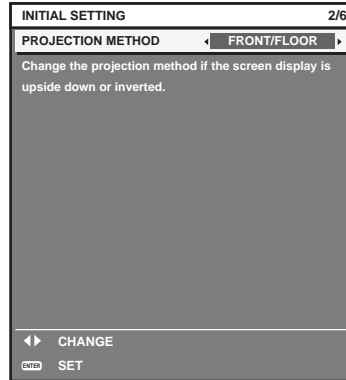 INITIAL SETTING 2/6
PROJECTION METHOD FRONT/FLOOR
Change the projection method if the screen display is
upside down or inverted.
CHANGE
ENTER SET